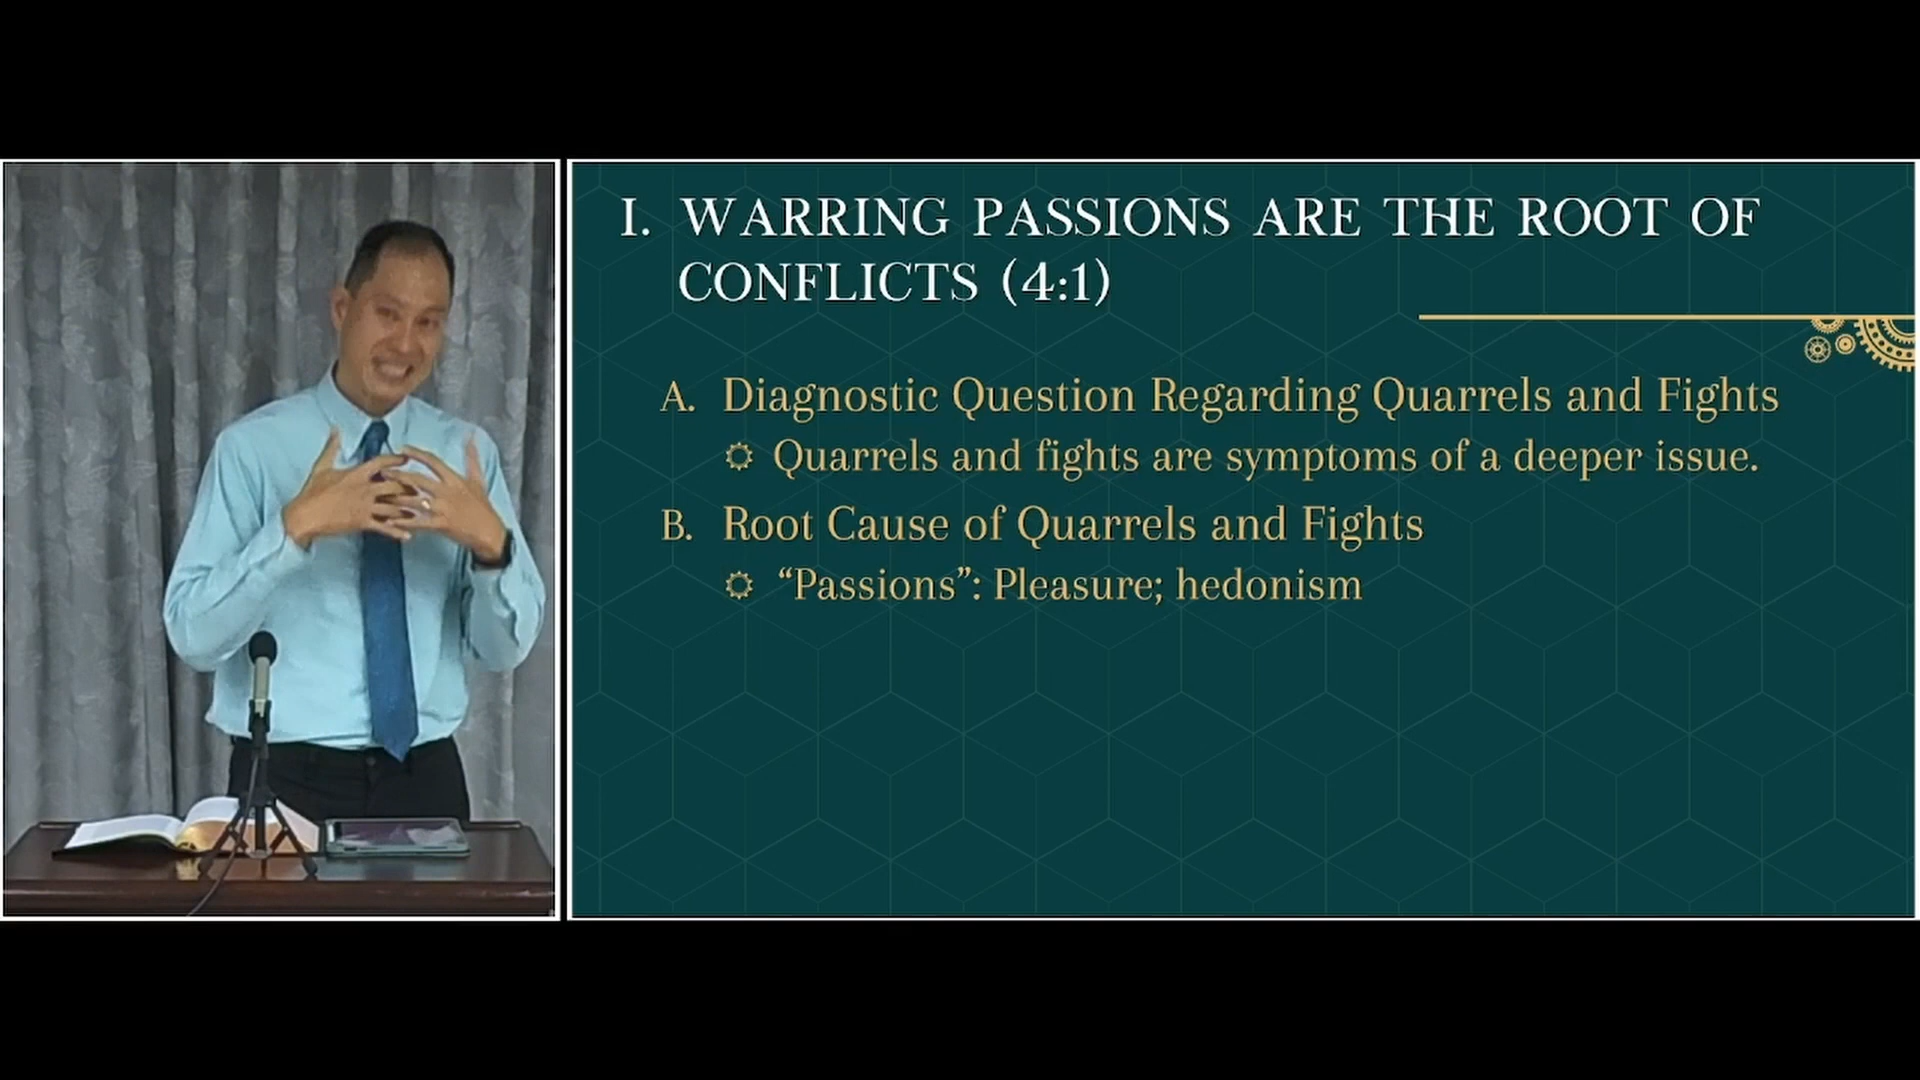 I. WARRING PASSIONS ARE THE ROOT OF
CONFLICTS (4:1)
A. Diagnostic Question Regarding Quarrels and Fights
Quarrels and fights are symptoms of a deeper issue.
B. Root Cause of Quarrels and Fights
“Passions”: Pleasure; hedonism